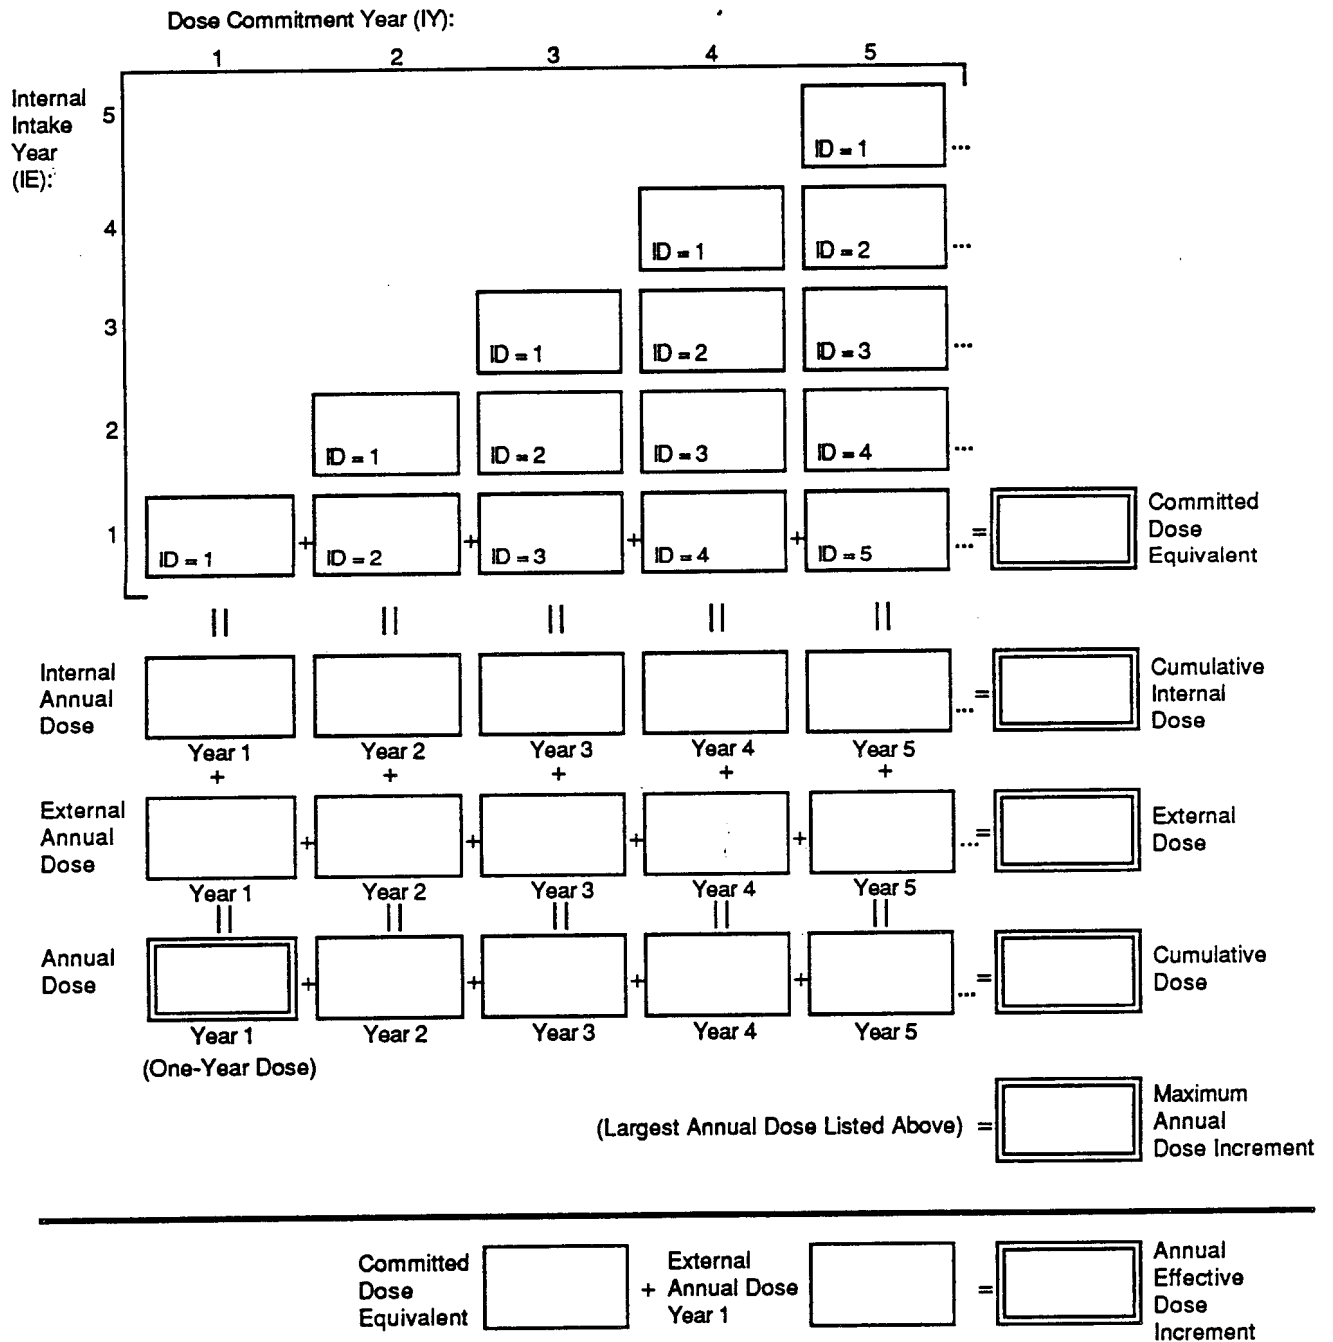 Dose Commitment Year (IY):
1 2 3 4 5
Internal
Intake
Year
(IE):
5
ID = 1 ...
4
ID = 1 ID = 2 ...
3
ID = 1 ID = 2 ID = 3 ...
2
ID = 1 ID = 2 ID = 3 ID = 4 ...
1
ID = 1 + ID = 2 + ID = 3 + ID = 4 + ID = 5 ... =
Committed
Dose
Equivalent
|| || || || ||
Internal
Annual
Dose
... =
Cumulative
Internal
Dose
Year 1 Year 2 Year 3 Year 4 Year 5
+ + + + +
External
Annual
Dose
+ + + + ... =
External
Dose
Year 1 Year 2 Year 3 Year 4 Year 5
|| || || || ||
Annual
Dose
+ + + + ... =
Cumulative
Dose
Year 1 Year 2 Year 3 Year 4 Year 5
(One-Year Dose)
(Largest Annual Dose Listed Above) =
Maximum
Annual
Dose Increment
Committed
Dose
Equivalent
+
External
Annual Dose
Year 1
=
Annual
Effective
Dose
Increment